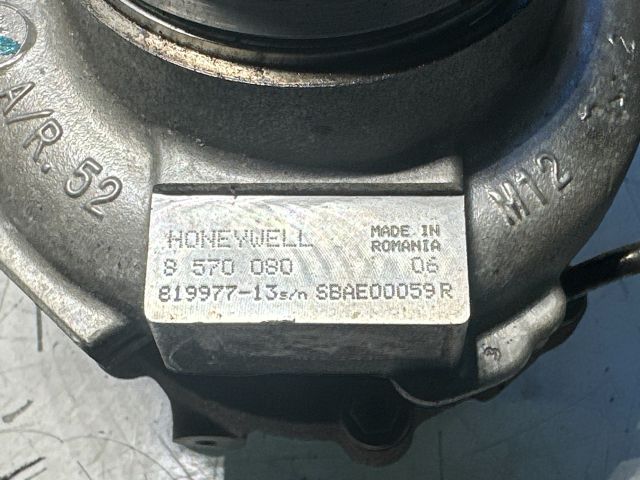 A/R.52
M12
HONEYWELL MADE IN
ROMANIA
8 570 080 06
819977-13s/n SBAE00059R